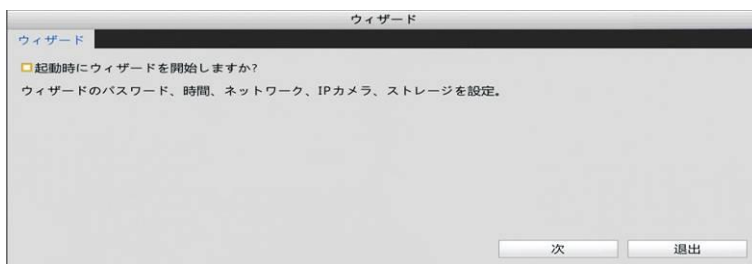 ウィザード
ウィザード
起動時にウィザードを開始しますか?
ウィザードのパスワード、時間、ネットワーク、IPカメラ、ストレージを設定。
次
退出